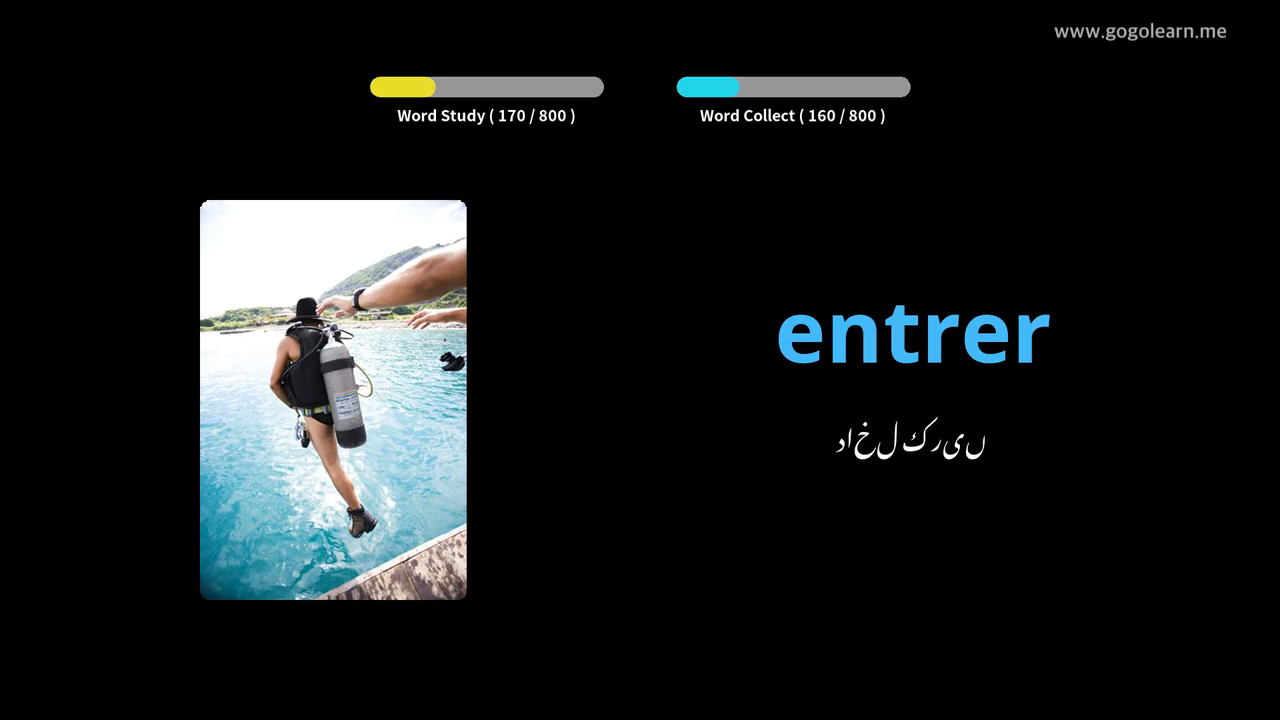 www.gogolearn.me
Word Study ( 170 / 800 )
Word Collect ( 160 / 800 )
entrer
داخل کریں